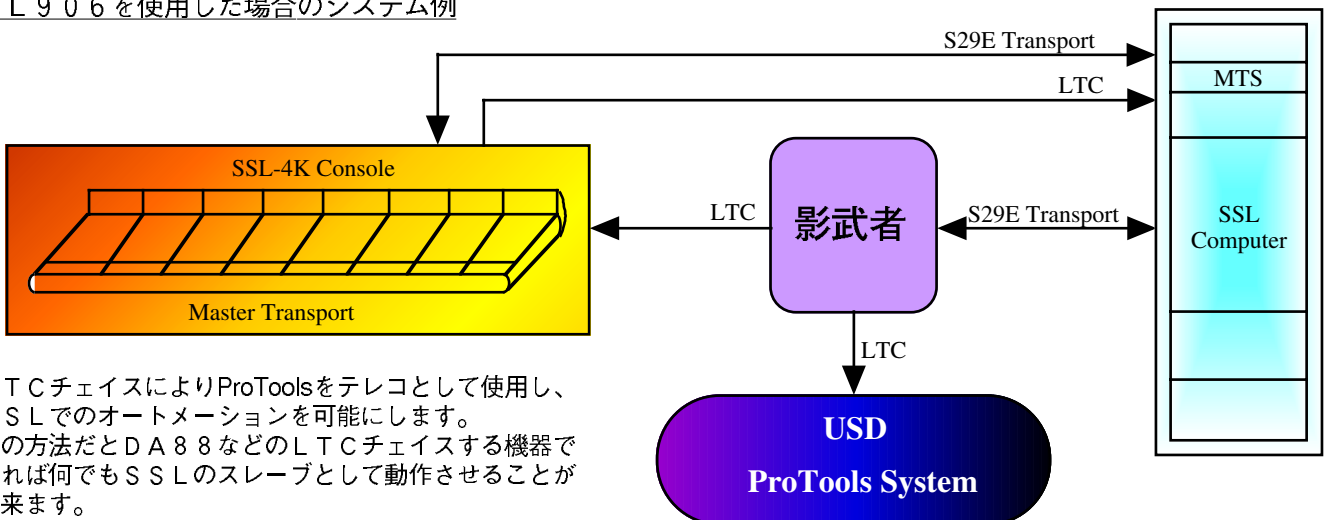 Ｌ９０６を使用した場合のシステム例
S29E Transport
LTC
MTS
SSL-4K Console
Master Transport
LTC
影武者
S29E Transport
SSL
Computer
LTC
ＴＣチェイスによりProToolsをテレコとして使用し、
ＳＬでのオートメーションを可能にします。
の方法だとＤＡ８８などのＬＴＣチェイスする機器で
れば何でもＳＳＬのスレーブとして動作させることが
来ます。
USD
ProTools System